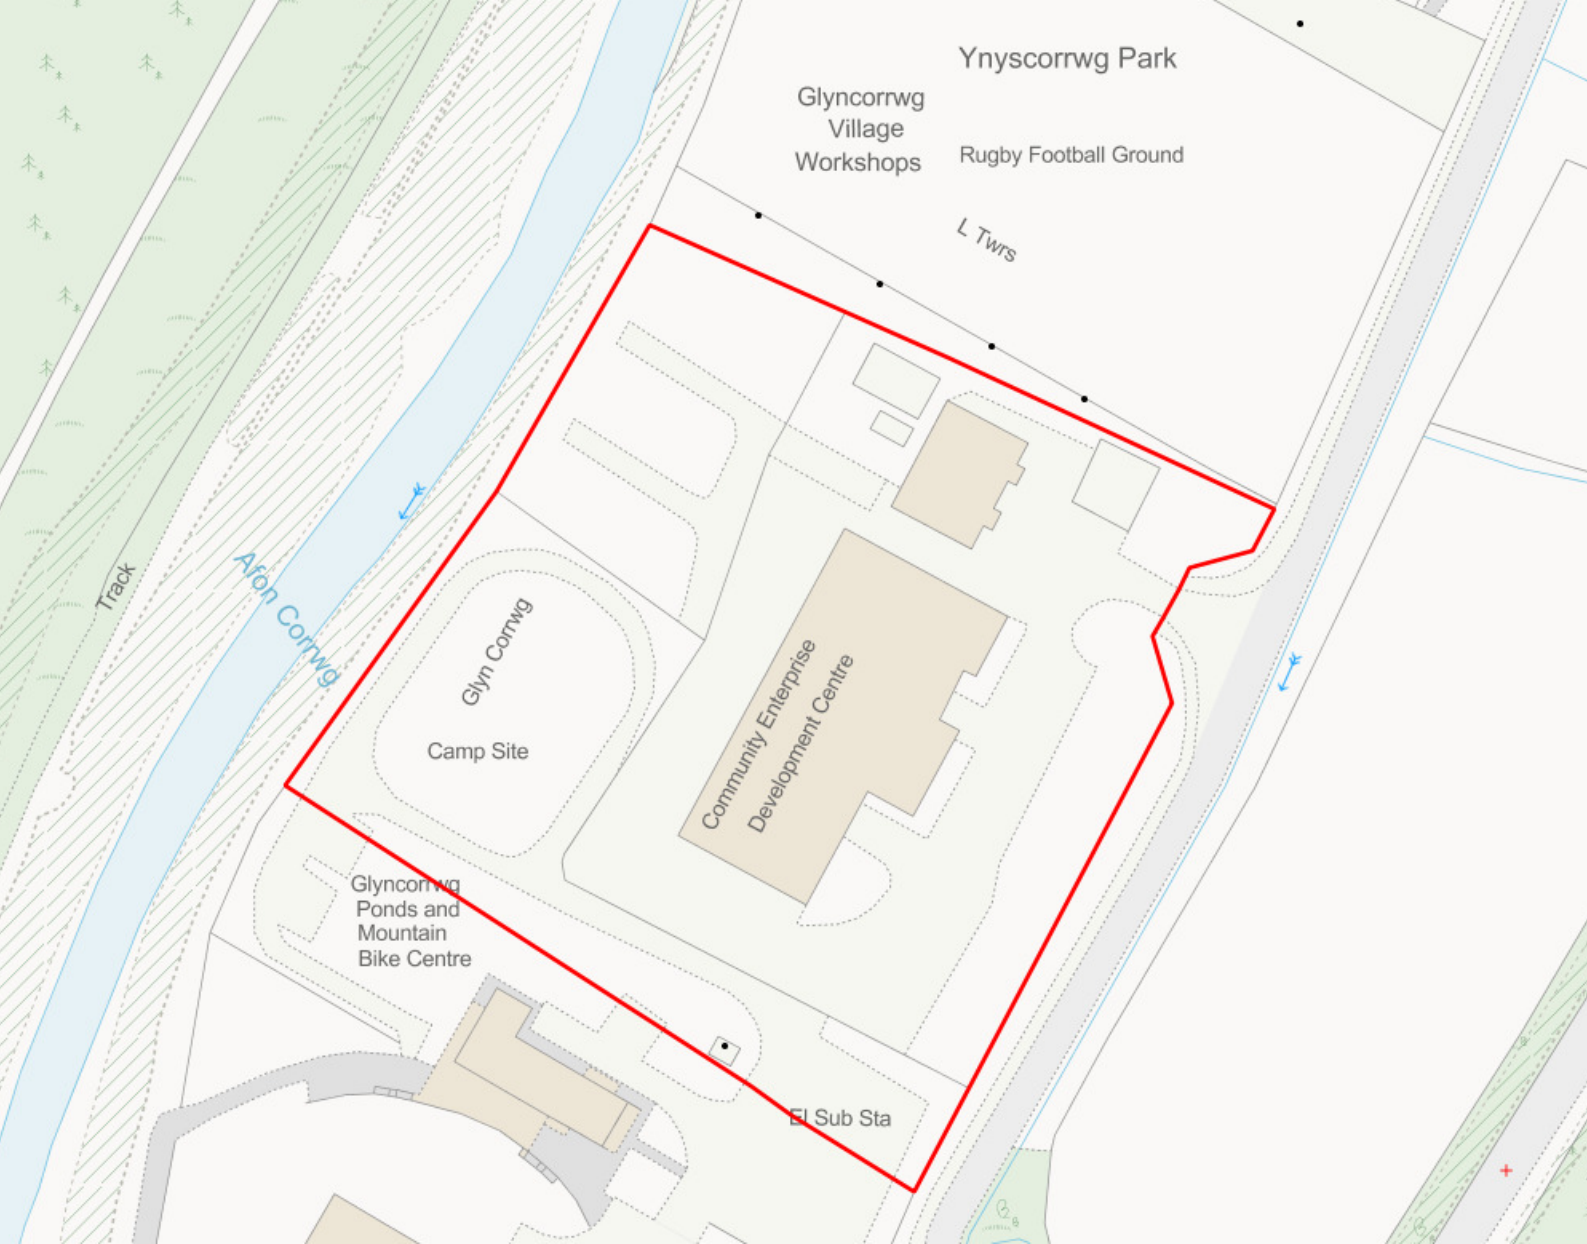 Ynyscorrwg Park
Glyncorrwg
Village
Workshops
Rugby Football Ground
L Twrs
Track
Afon Corrwg
Glyn Corrwg
Camp Site
Community Enterprise
Development Centre
Glyncorrwg
Ponds and
Mountain
Bike Centre
El Sub Sta